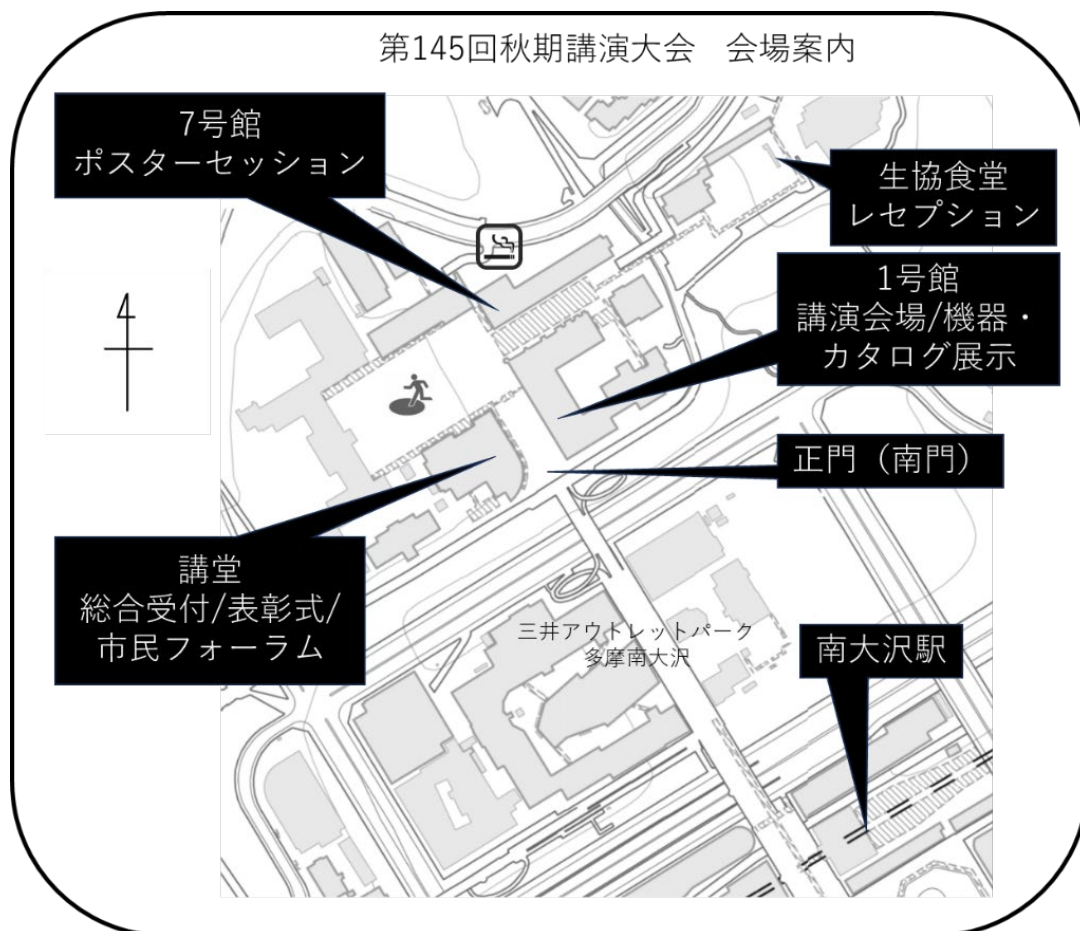 第145回秋期講演大会　会場案内
7号館
ポスターセッション
生協食堂
レセプション
1号館
講演会場/機器・
カタログ展示
4
正門（南門）
講堂
総合受付/表彰式/
市民フォーラム
三井アウトレットパーク
多摩南大沢
南大沢駅